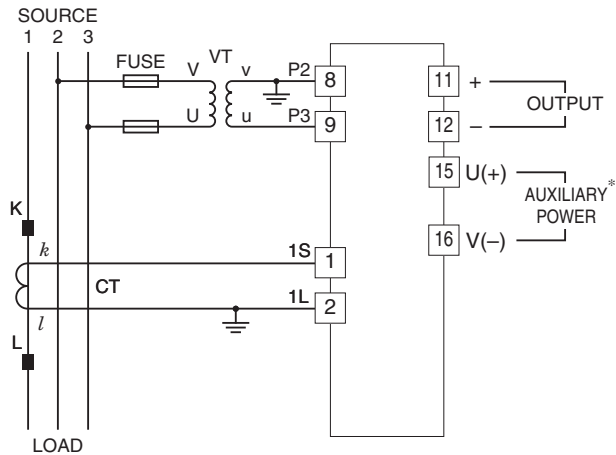 SOURCE
1 2 3
FUSE
VT
V v P2 8
U u P3 9
11 +
12 –
OUTPUT
15 U(+)
16 V(–)
AUXILIARY*
POWER
K
k 1S 1
CT
l 1L 2
L
LOAD